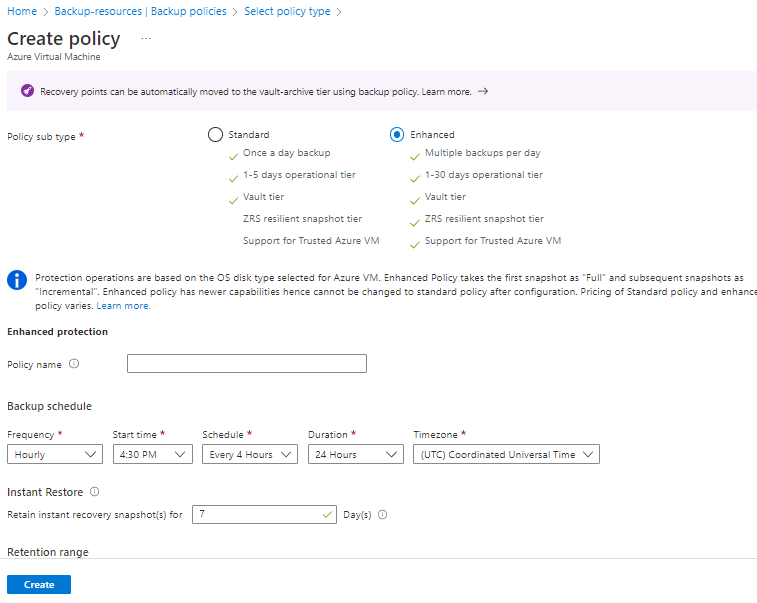 Home > Backup-resources | Backup policies > Select policy type >
Create policy ...
Azure Virtual Machine
Recovery points can be automatically moved to the vault-archive tier using backup policy. Learn more. →
Policy sub type *
Standard
Once a day backup
1-5 days operational tier
Vault tier
ZRS resilient snapshot tier
Support for Trusted Azure VM
Enhanced
Multiple backups per day
1-30 days operational tier
Vault tier
ZRS resilient snapshot tier
Support for Trusted Azure VM
Protection operations are based on the OS disk type selected for Azure VM. Enhanced Policy takes the first snapshot as "Full" and subsequent snapshots as
"Incremental". Enhanced policy has newer capabilities hence cannot be changed to standard policy after configuration. Pricing of Standard policy and enhance
policy varies. Learn more.
Enhanced protection
Policy name
Backup schedule
Frequency * Start time * Schedule * Duration * Timezone *
Hourly 4:30 PM Every 4 Hours 24 Hours (UTC) Coordinated Universal Time
Instant Restore
Retain instant recovery snapshot(s) for 7 Day(s)
Retention range
Create